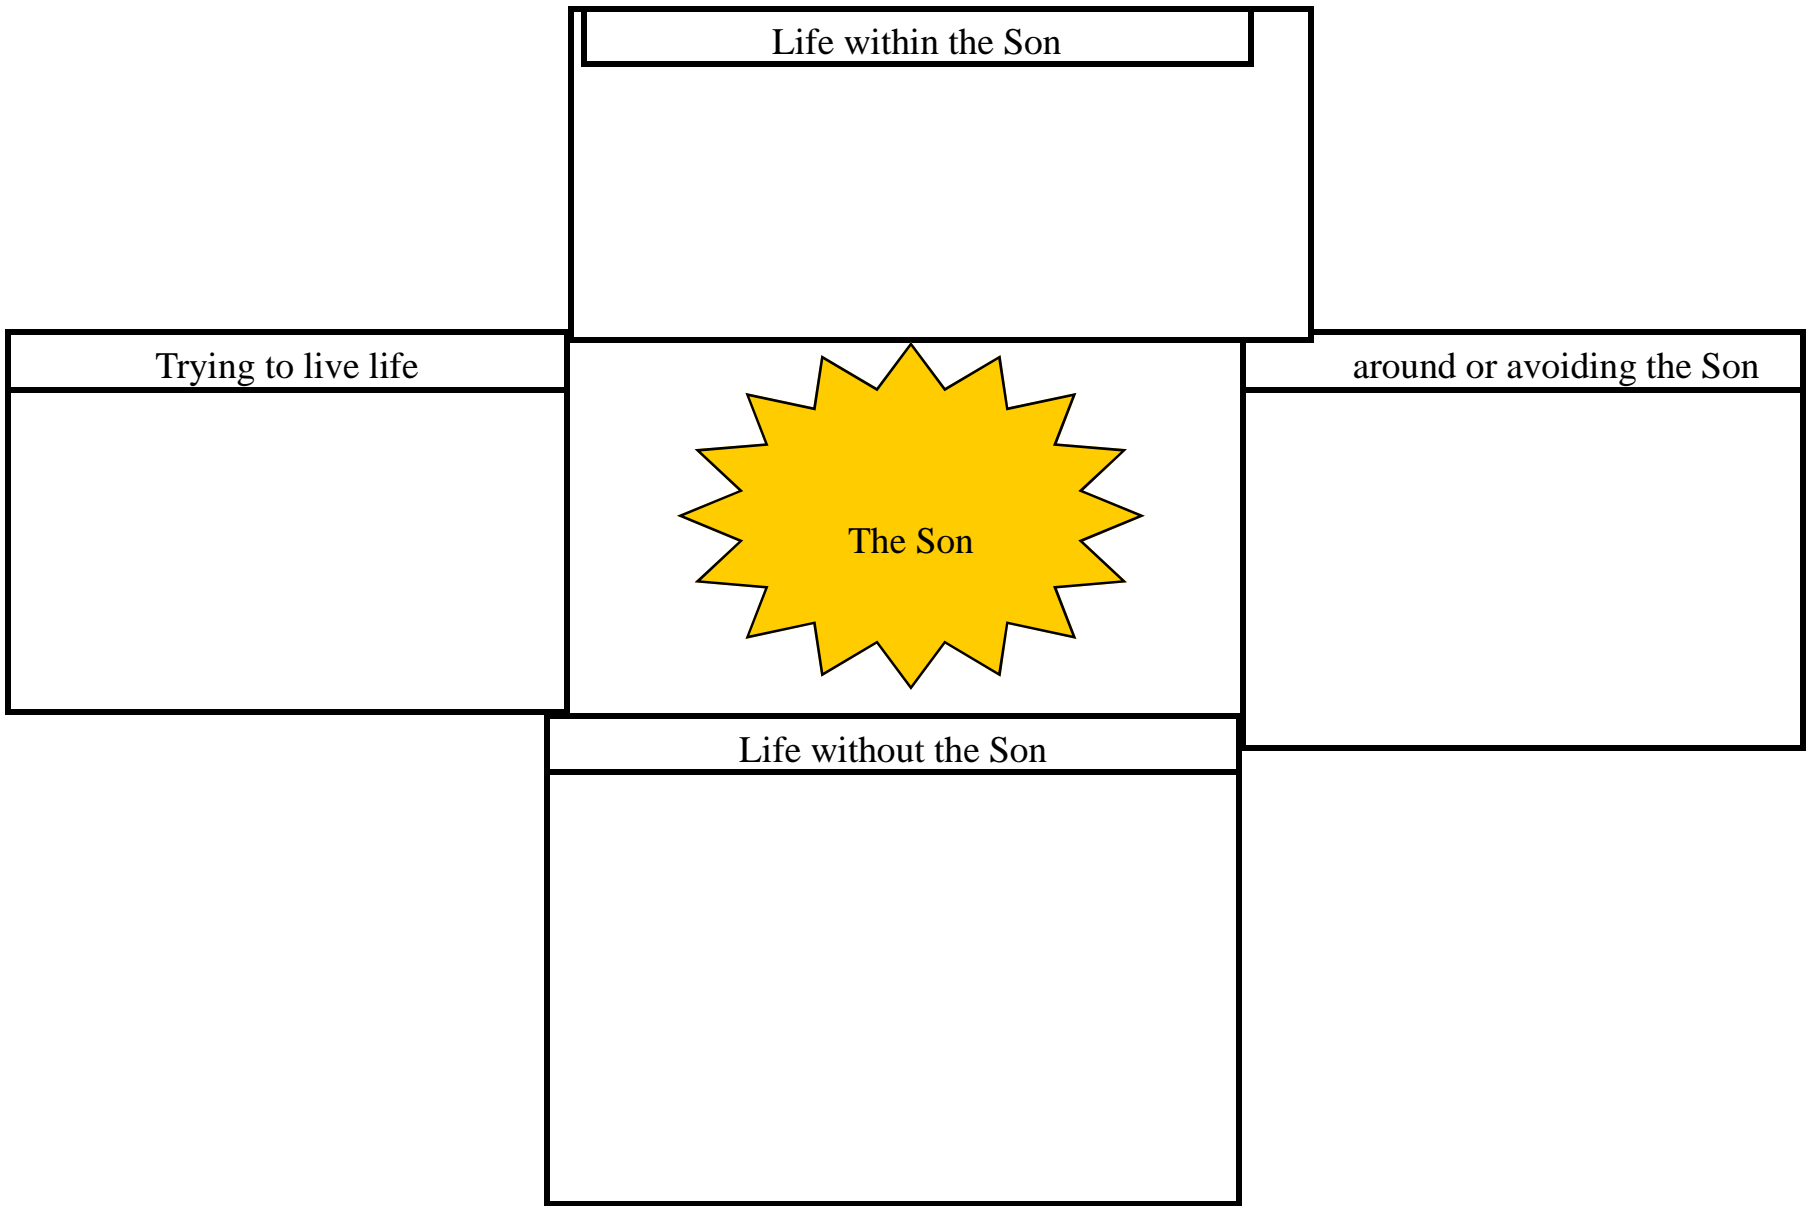 Life within the Son
Trying to live life
around or avoiding the Son
The Son
Life without the Son